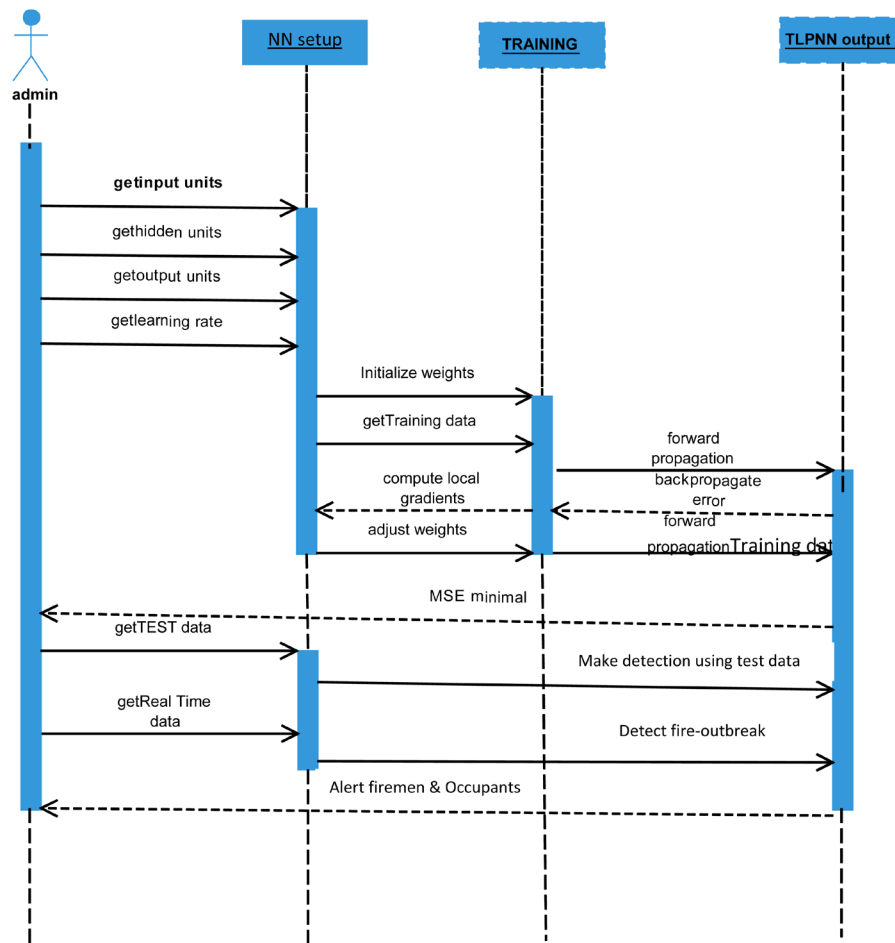 NN setup
TRAINING
TLPNN output
admin
getinput units
gethidden units
getoutput units
getlearning rate
Initialize weights
getTraining data
forward
propagation
compute local
gradients
backpropagate
error
adjust weights
forward
propagationTraining dat
MSE minimal
getTEST data
Make detection using test data
getReal Time
data
Detect fire-outbreak
Alert firemen & Occupants